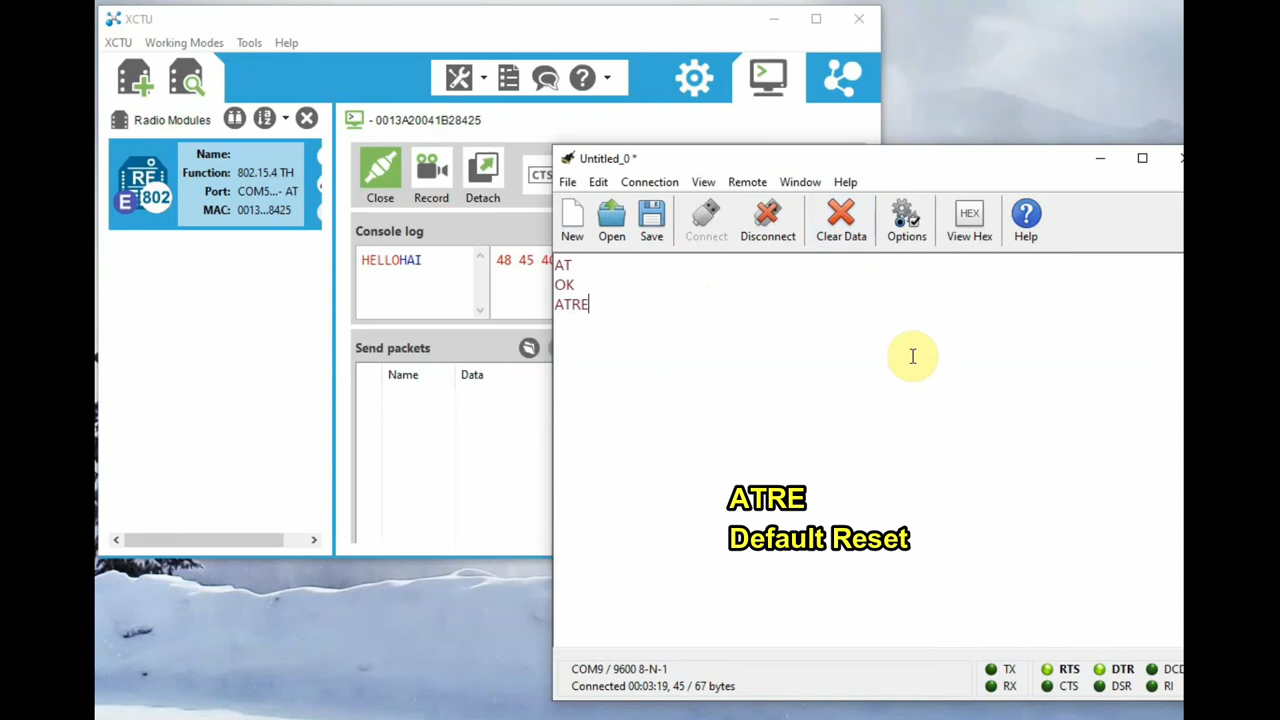 XCTU
XCTU Working Modes Tools Help
Radio Modules
- 0013A20041B28425
RF
802
E
Name:
Function: 802.15.4 TH
Port: COM5...- AT
MAC: 0013...8425
Close Record Detach
CTS
Console log
HELLOHAI
48 45 4C
Send packets
Name Data
Untitled_0 *
File Edit Connection View Remote Window Help
New Open Save Connect Disconnect Clear Data Options HEX View Hex Help
AT
OK
ATRE
ATRE
Default Reset
COM9 / 9600 8-N-1
Connected 00:03:19, 45 / 67 bytes
TX RTS DTR DCD
RX CTS DSR RI